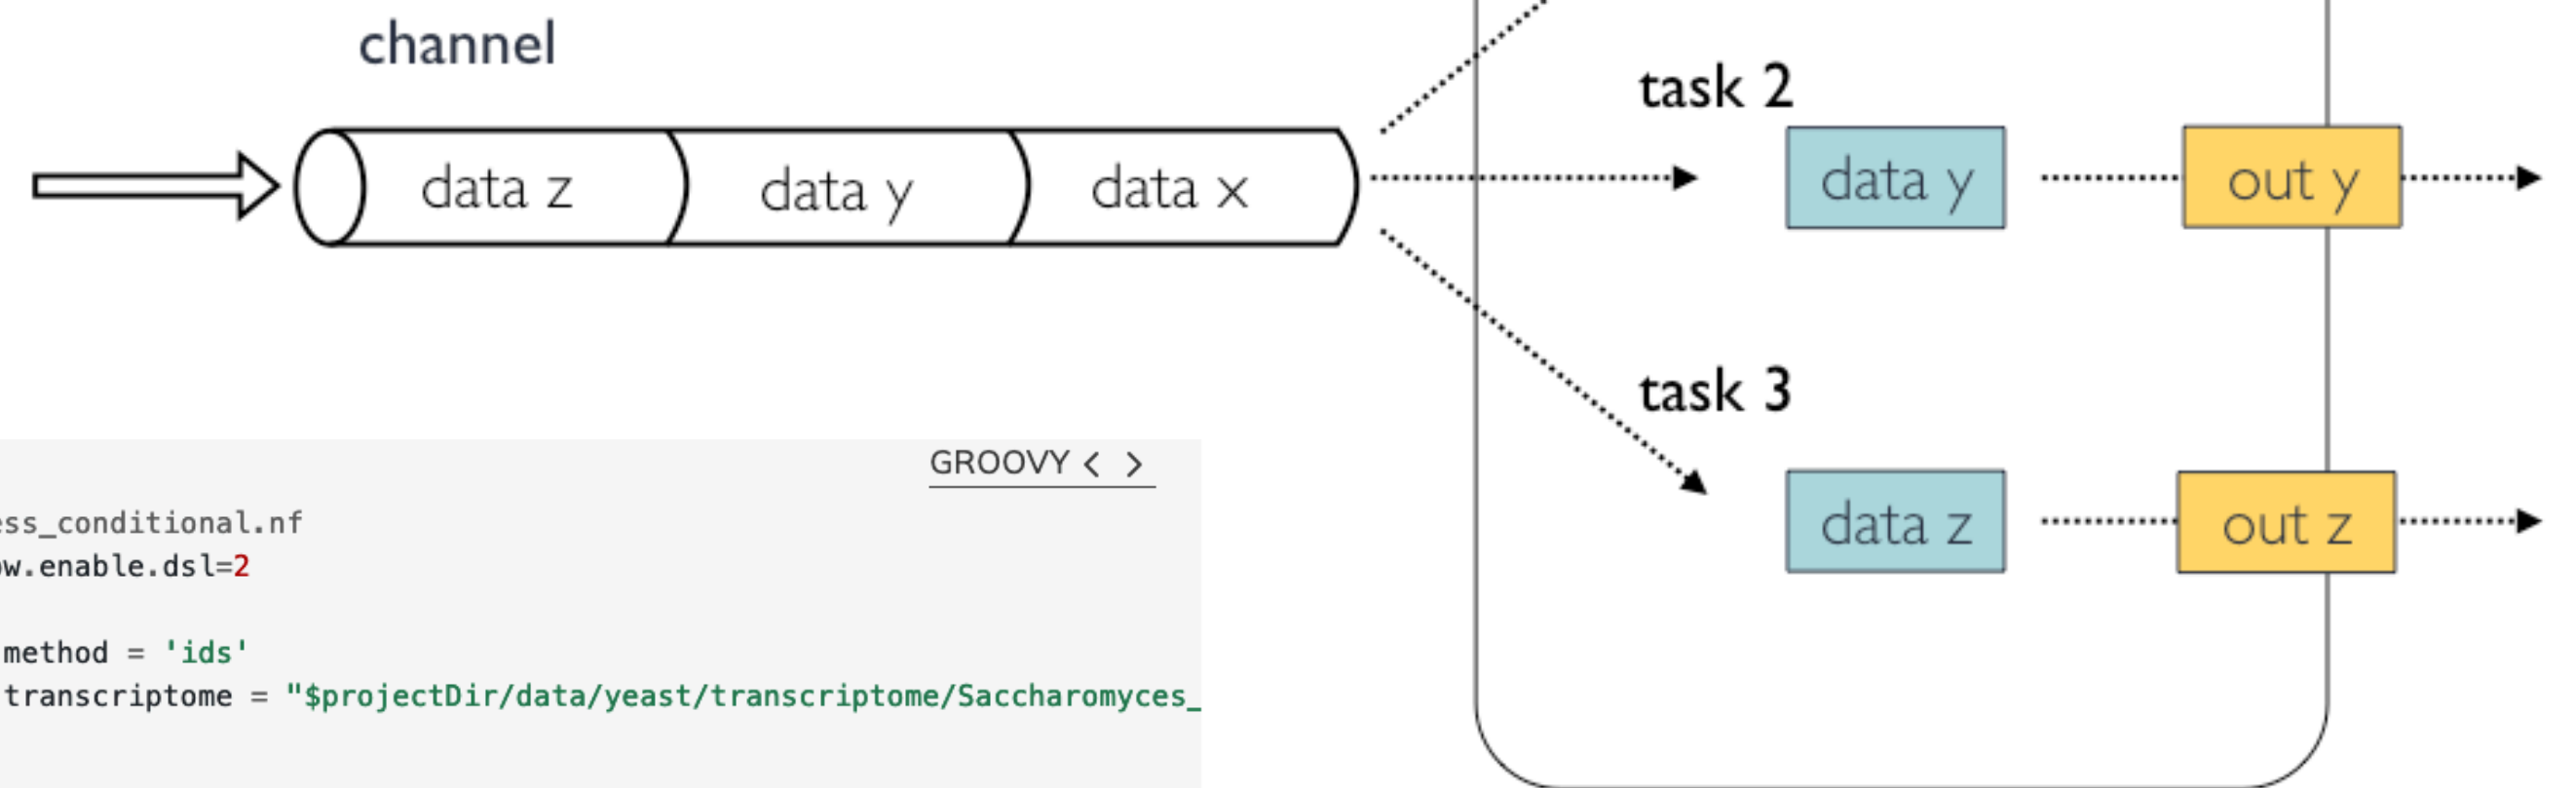 channel
data z
data y
data x
task 2
data y
out y
task 3
data z
out z
GROOVY < >
ess_conditional.nf
ow.enable.dsl=2
method = 'ids'
transcriptome = "$projectDir/data/yeast/transcriptome/Saccharomyces_